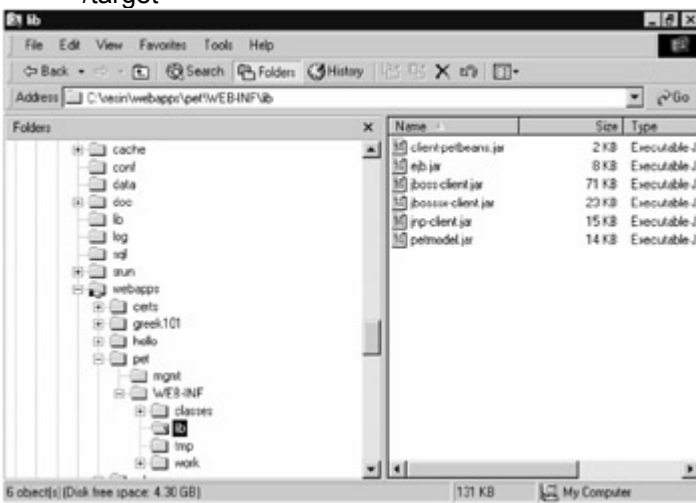 /target
lib
File Edit View Favorites Tools Help
Back Search Folders History
Address C:\resin\webapps\pet\WEB-INF\lib Go
Folders
cache
conf
data
doc
lib
log
sql
srun
webapps
certs
greek101
hello
pet
mgnt
WEB-INF
classes
lib
tmp
work
Name Size Type
client-petbeans.jar 2 KB Executable J
ejb.jar 8 KB Executable J
jboss-client.jar 71 KB Executable J
jbosssx-client.jar 23 KB Executable J
jnp-client.jar 15 KB Executable J
petmodel.jar 14 KB Executable J
6 object(s) (Disk free space: 4.30 GB) 131 KB My Computer